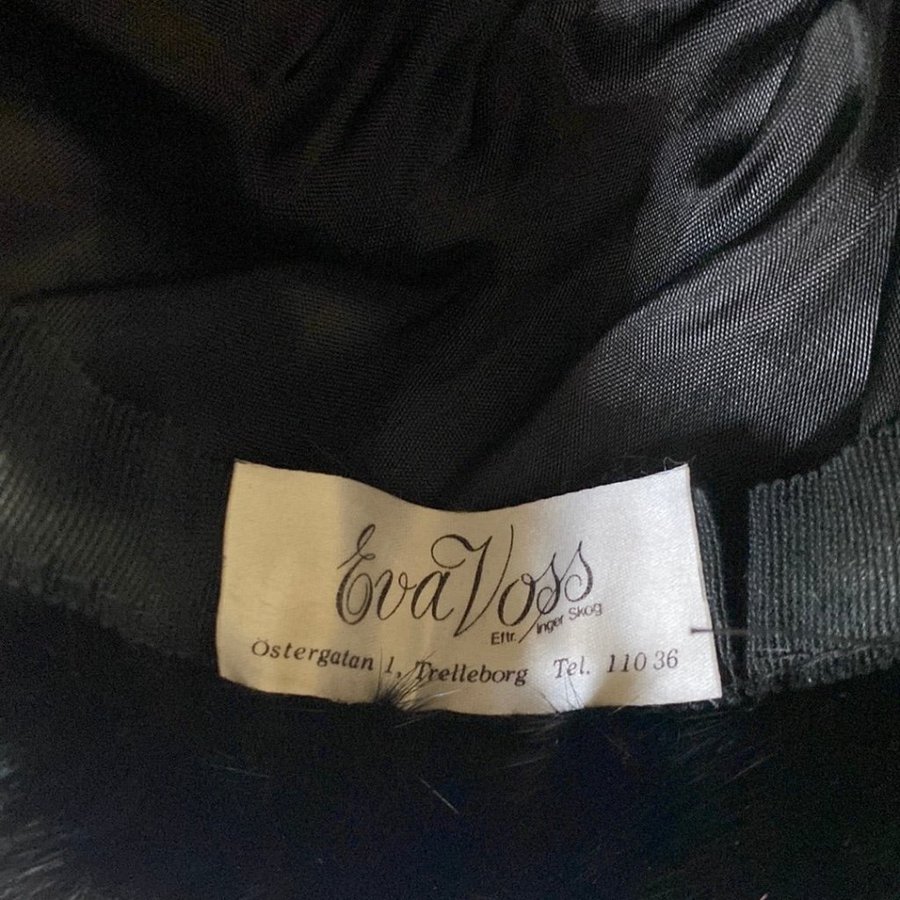 Eva Voss
Eftr. Inger Skog
Östergatan 1, Trelleborg Tel. 110 36